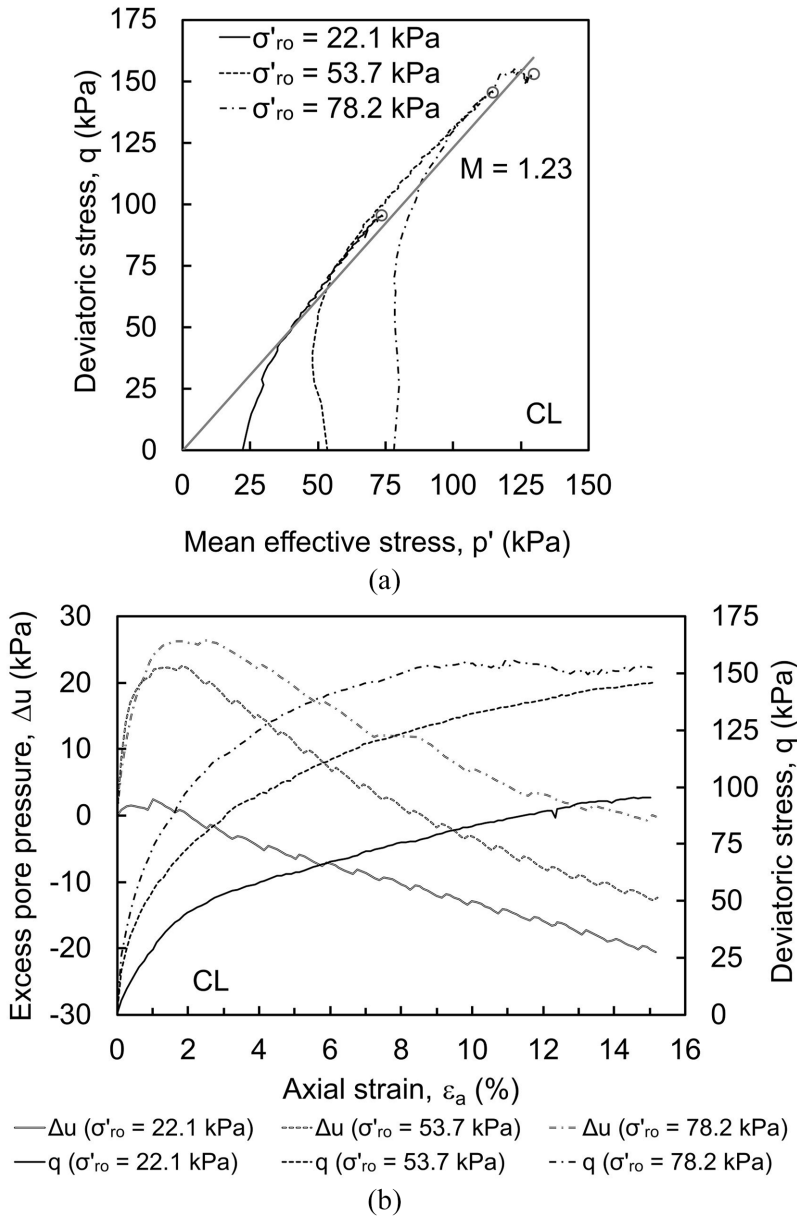 175
150
125
100
75
50
25
0
Deviatoric stress, q (kPa)
σ'ro = 22.1 kPa
σ'ro = 53.7 kPa
σ'ro = 78.2 kPa
M = 1.23
CL
0 25 50 75 100 125 150
Mean effective stress, p' (kPa)
(a)
30
20
10
0
-10
-20
-30
Excess pore pressure, Δu (kPa)
175
150
125
100
75
50
25
0
Deviatoric stress, q (kPa)
CL
0 2 4 6 8 10 12 14 16
Axial strain, εa (%)
Δu (σ'ro = 22.1 kPa) Δu (σ'ro = 53.7 kPa) Δu (σ'ro = 78.2 kPa)
q (σ'ro = 22.1 kPa) q (σ'ro = 53.7 kPa) q (σ'ro = 78.2 kPa)
(b)